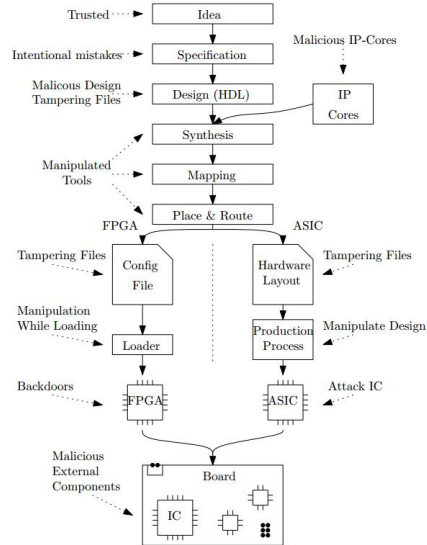 Trusted
Idea
Intentional mistakes
Specification
Malicious IP-Cores
Malicous Design
Tampering Files
Design (HDL)
IP
Cores
Synthesis
Manipulated
Tools
Mapping
Place & Route
FPGA
ASIC
Tampering Files
Config
File
Hardware
Layout
Tampering Files
Manipulation
While Loading
Loader
Production
Process
Manipulate Design
Backdoors
FPGA
ASIC
Attack IC
Malicious
External
Components
Board
IC